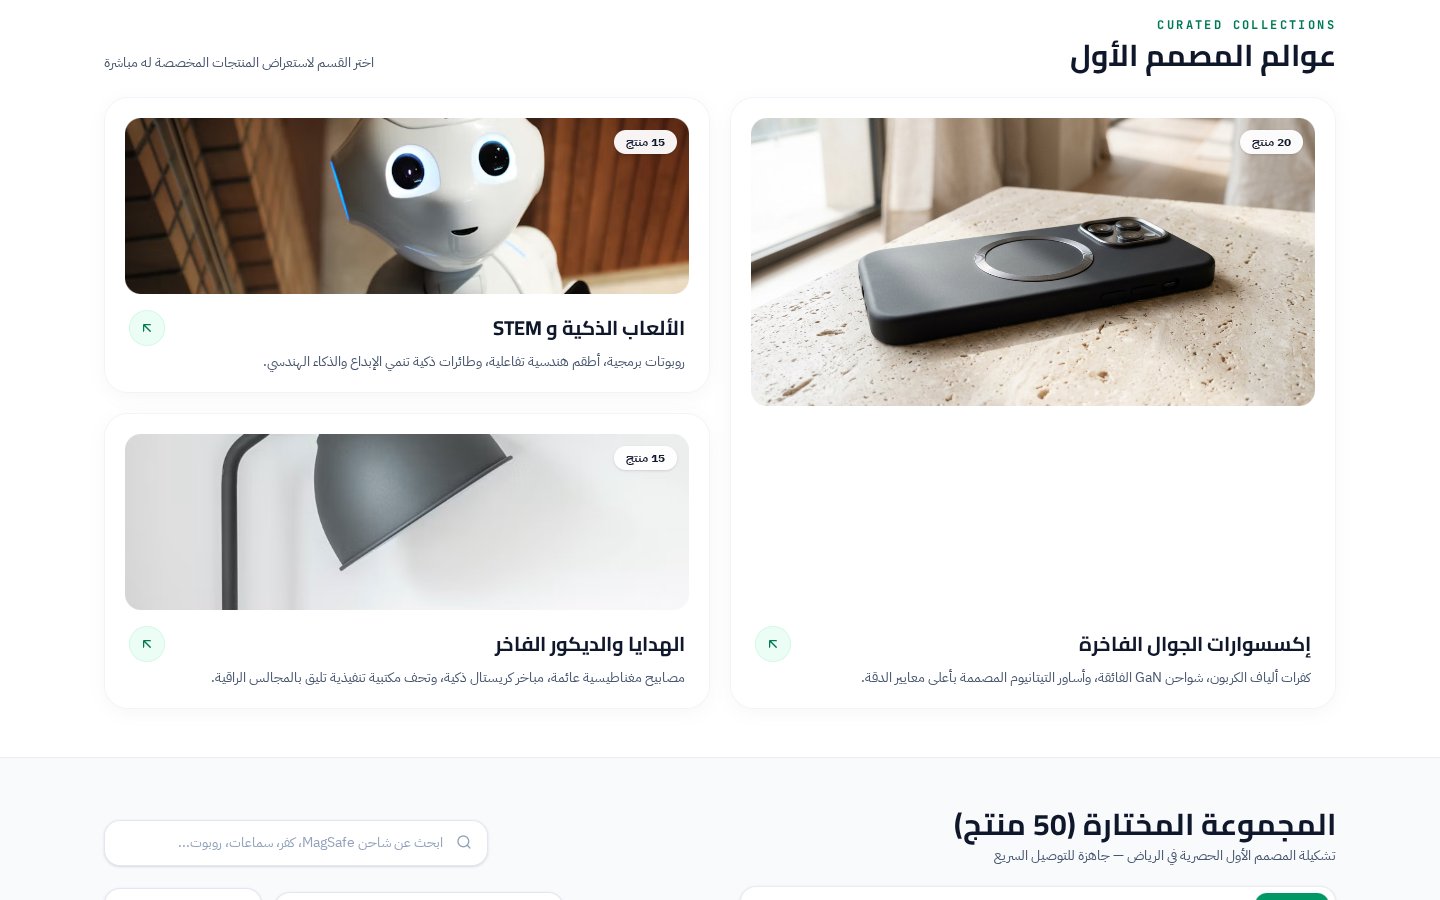 CURATED COLLECTIONS
عوالم المصمم الأول
اختر القسم لاستعراض المنتجات المخصصة له مباشرة
20 منتج
إكسسوارات الجوال الفاخرة
كفرات ألياف الكربون، شواحن GaN الفائقة، وأساور التيتانيوم المصممة بأعلى معايير الدقة.
15 منتج
الألعاب الذكية و STEM
روبوتات برمجية، أطقم هندسية تفاعلية، وطائرات ذكية تنمي الإبداع والذكاء الهندسي.
15 منتج
الهدايا والديكور الفاخر
مصابيح مغناطيسية عائمة، مباخر كريستال ذكية، وتحف مكتبية تنفيذية تليق بالمجالس الراقية.
المجموعة المختارة (50 منتج)
تشكيلة المصمم الأول الحصرية في الرياض — جاهزة للتوصيل السريع
ابحث عن شاحن MagSafe، كفر، سماعات، روبوت...